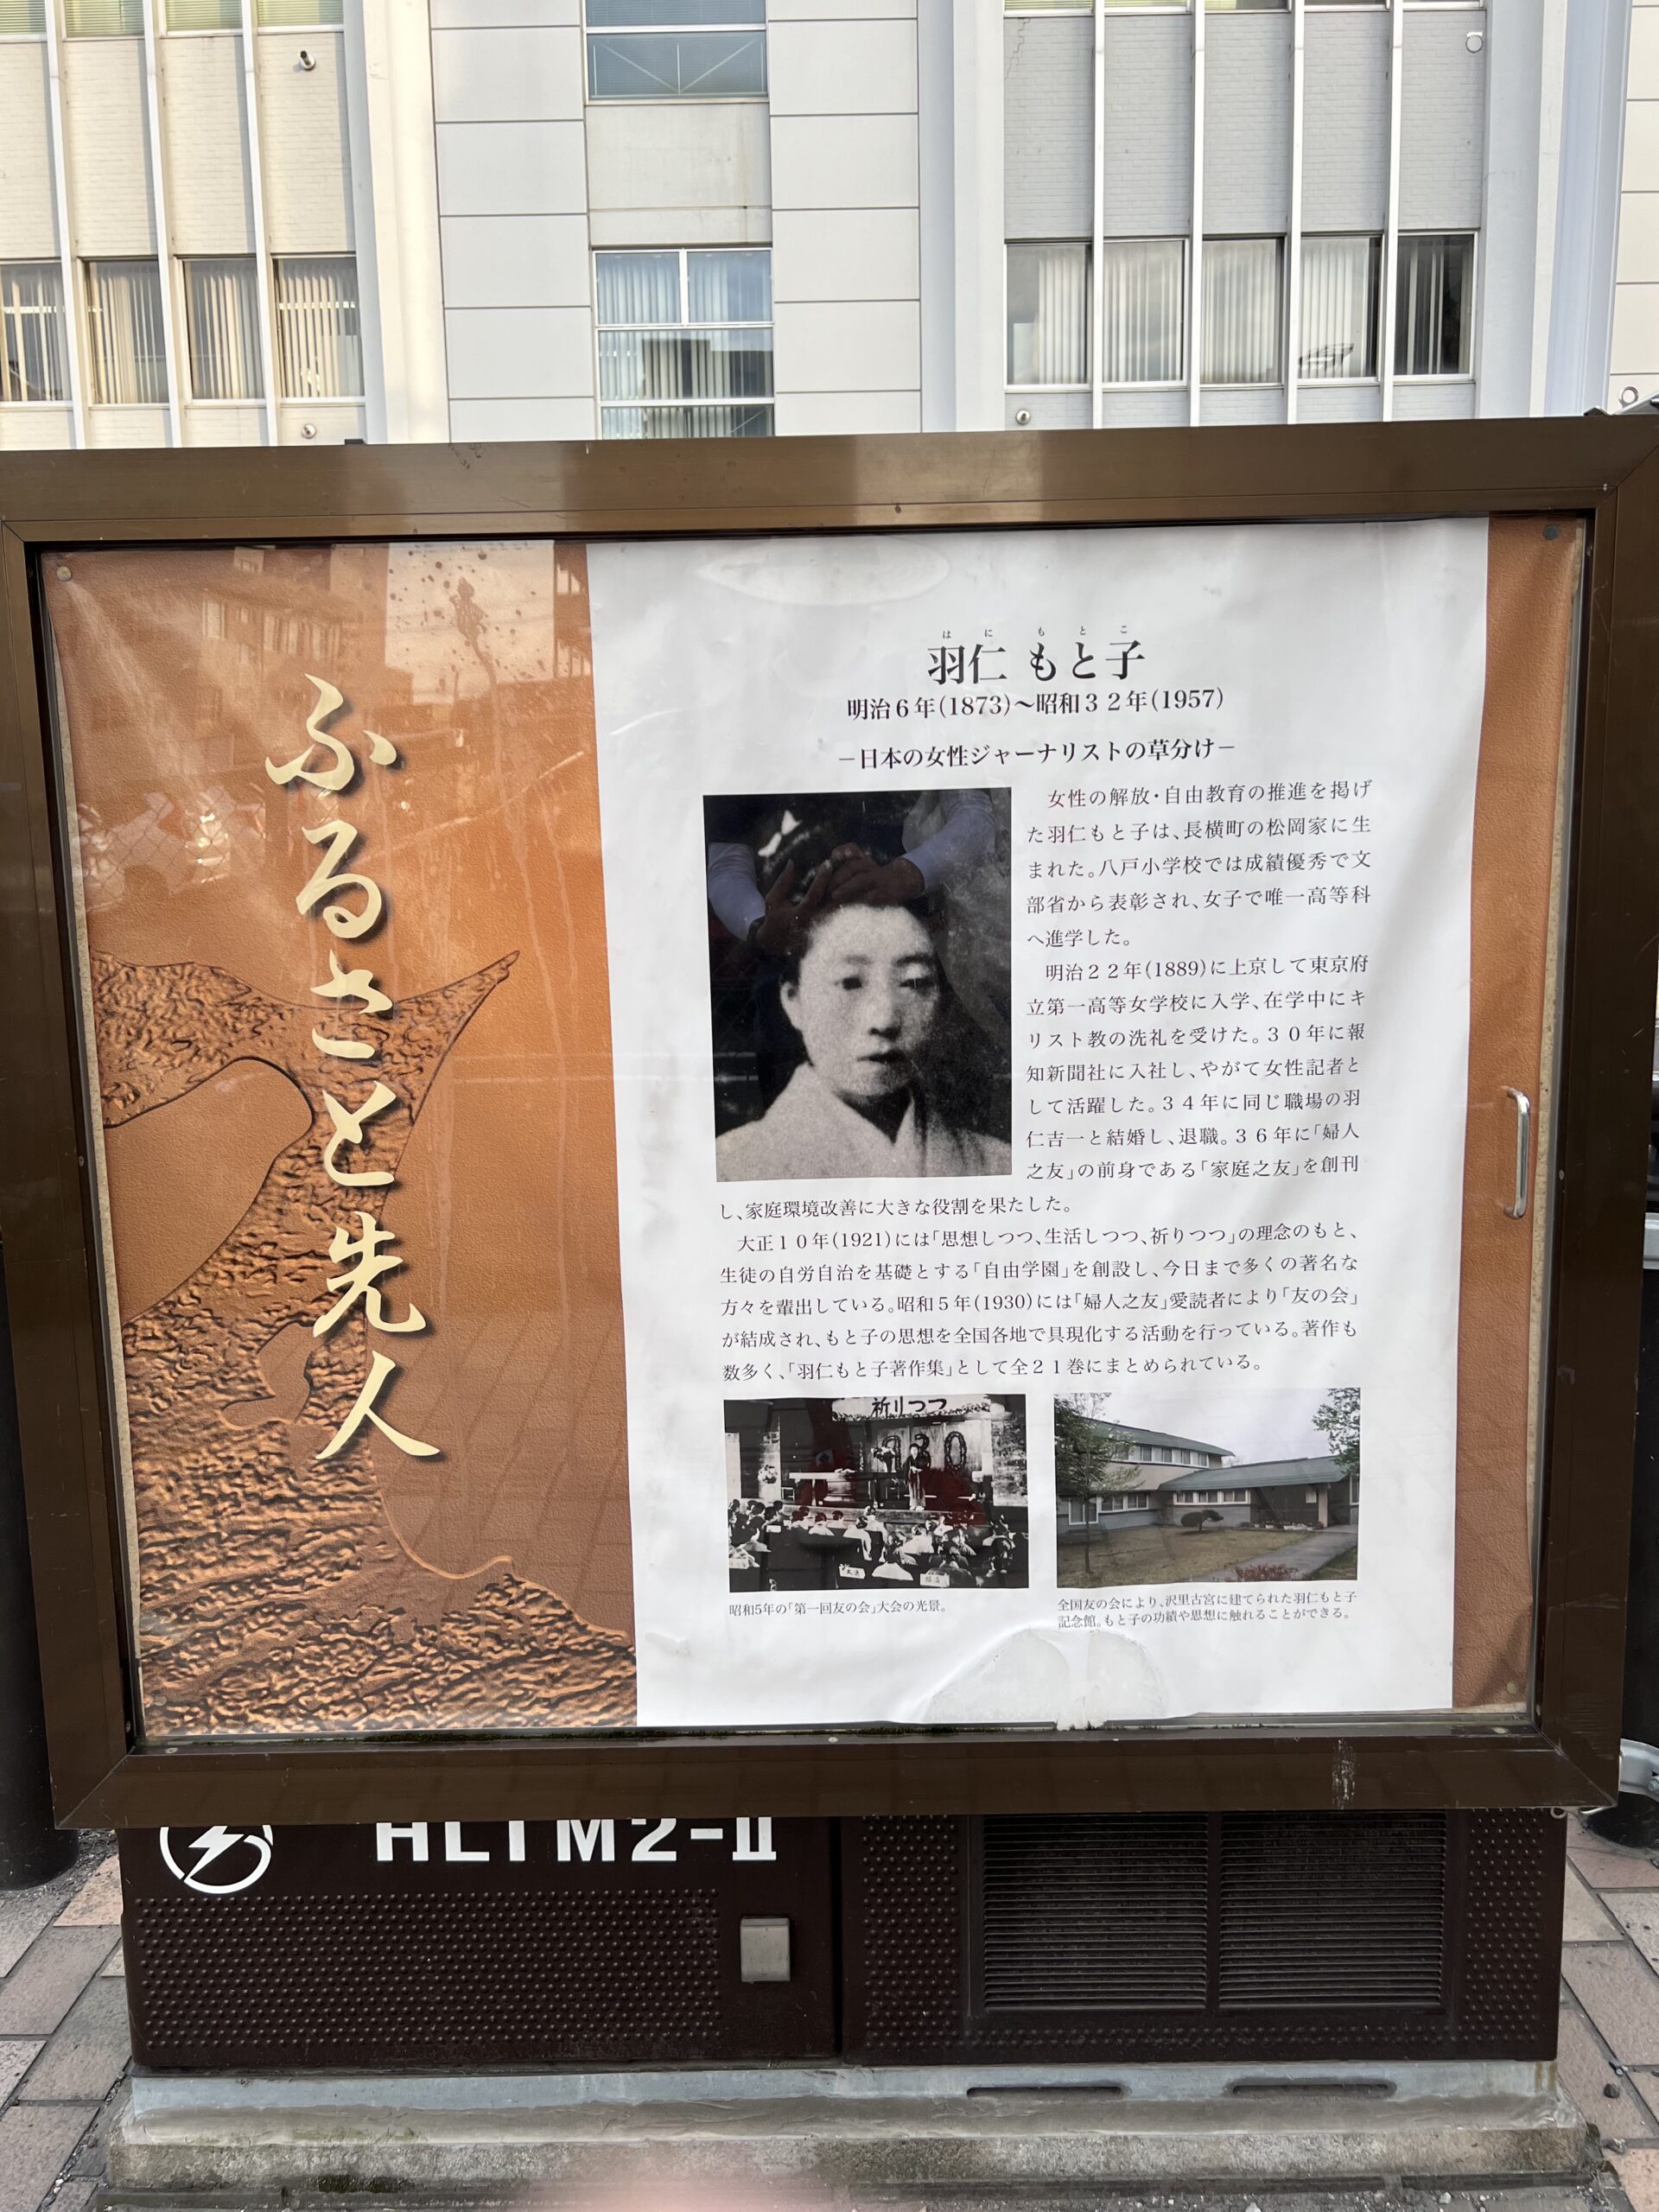 ふるさと先人
はにもとこ
羽仁 もと子
明治6年(1873)〜昭和32年(1957)
－日本の女性ジャーナリストの草分け－
女性の解放・自由教育の推進を掲げ
た羽仁もと子は、長横町の松岡家に生
まれた。八戸小学校では成績優秀で文
部省から表彰され、女子で唯一高等科
へ進学した。
明治22年(1889)に上京して東京府
立第一高等女学校に入学、在学中にキ
リスト教の洗礼を受けた。30年に報
知新聞社に入社し、やがて女性記者と
して活躍した。34年に同じ職場の羽
仁吉一と結婚し、退職。36年に「婦人
之友」の前身である「家庭之友」を創刊
し、家庭環境改善に大きな役割を果たした。
大正10年(1921)には「思想しつつ、生活しつつ、祈りつつ」の理念のもと、
生徒の自労自治を基礎とする「自由学園」を創設し、今日まで多くの著名な
方々を輩出している。昭和5年(1930)には「婦人之友」愛読者により「友の会」
が結成され、もと子の思想を全国各地で具現化する活動を行っている。著作も
数多く、「羽仁もと子著作集」として全21巻にまとめられている。
祈りつつ
1930
昭和5年の「第一回友の会」大会の光景。
全国友の会により、沢里古宮に建てられた羽仁もと子
記念館。もと子の功績や思想に触れることができる。
HLTM2-II